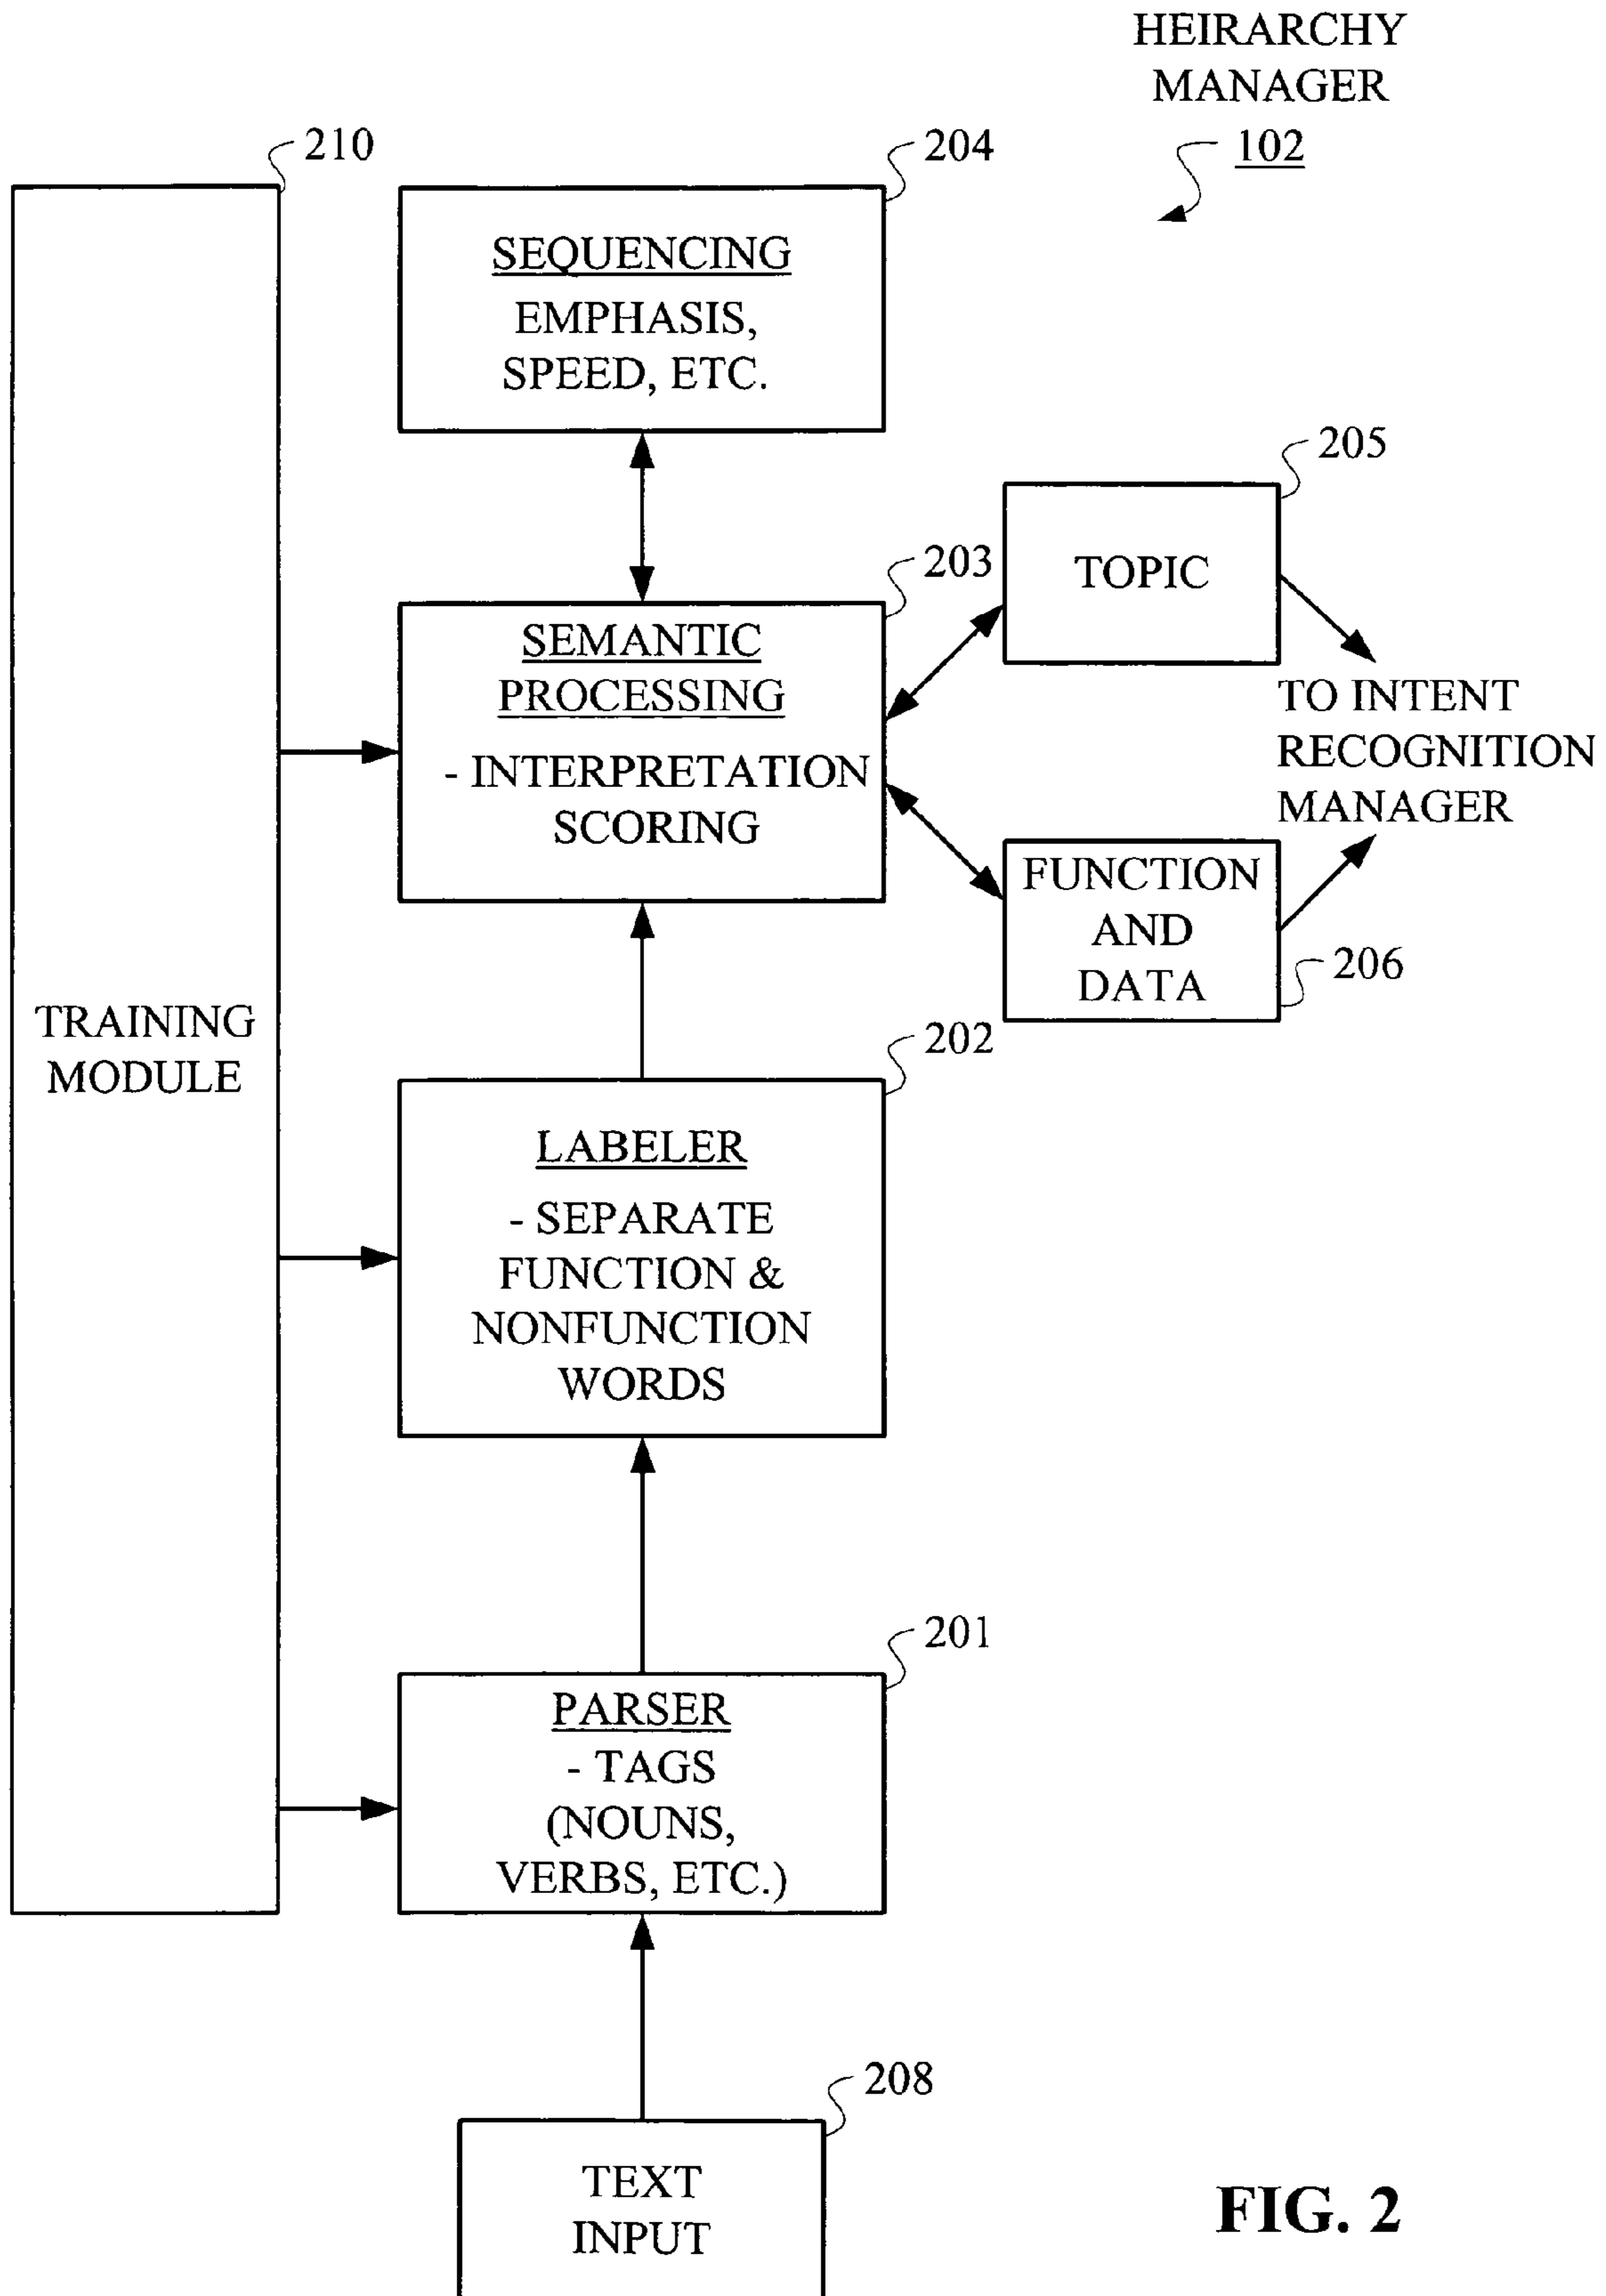 HEIRARCHY
MANAGER
102
210
204
SEQUENCING
EMPHASIS,
SPEED, ETC.
205
TOPIC
203
SEMANTIC
PROCESSING
- INTERPRETATION
SCORING
TO INTENT
RECOGNITION
MANAGER
FUNCTION
AND
DATA
206
TRAINING
MODULE
202
LABELER
- SEPARATE
FUNCTION &
NONFUNCTION
WORDS
201
PARSER
- TAGS
(NOUNS,
VERBS, ETC.)
208
TEXT
INPUT
FIG. 2